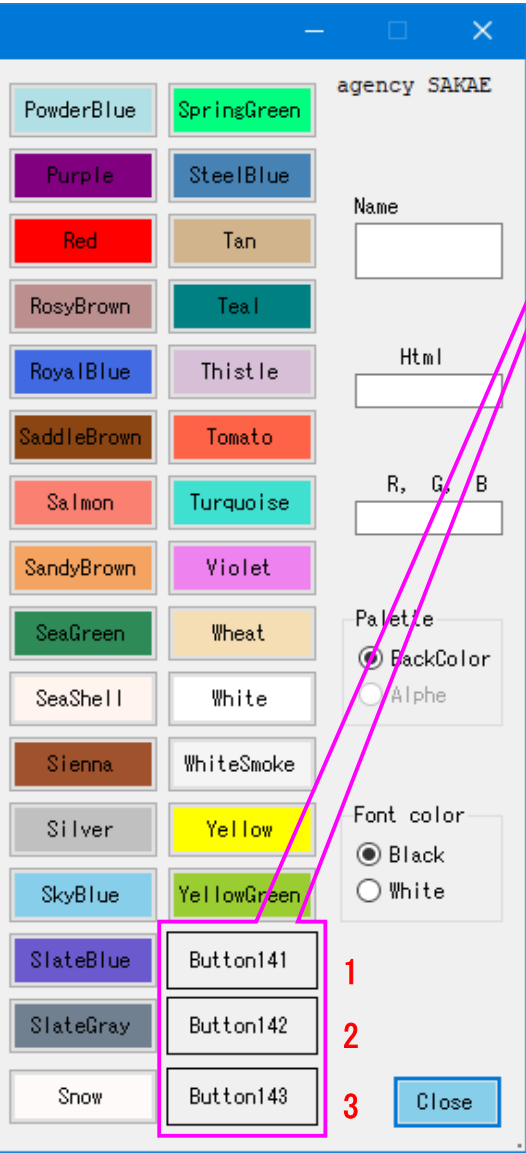 agency SAKAE
PowderBlue
SpringGreen
Purple
SteelBlue
Red
Tan
RosyBrown
Teal
RoyalBlue
Thistle
SaddleBrown
Tomato
Salmon
Turquoise
SandyBrown
Violet
SeaGreen
Wheat
SeaShell
White
Sienna
WhiteSmoke
Silver
Yellow
SkyBlue
YellowGreen
SlateBlue
Button141
1
SlateGray
Button142
2
Snow
Button143
3
Name
Html
R, G, B
Palette
BackColor
Alphe
Font color
Black
White
Close